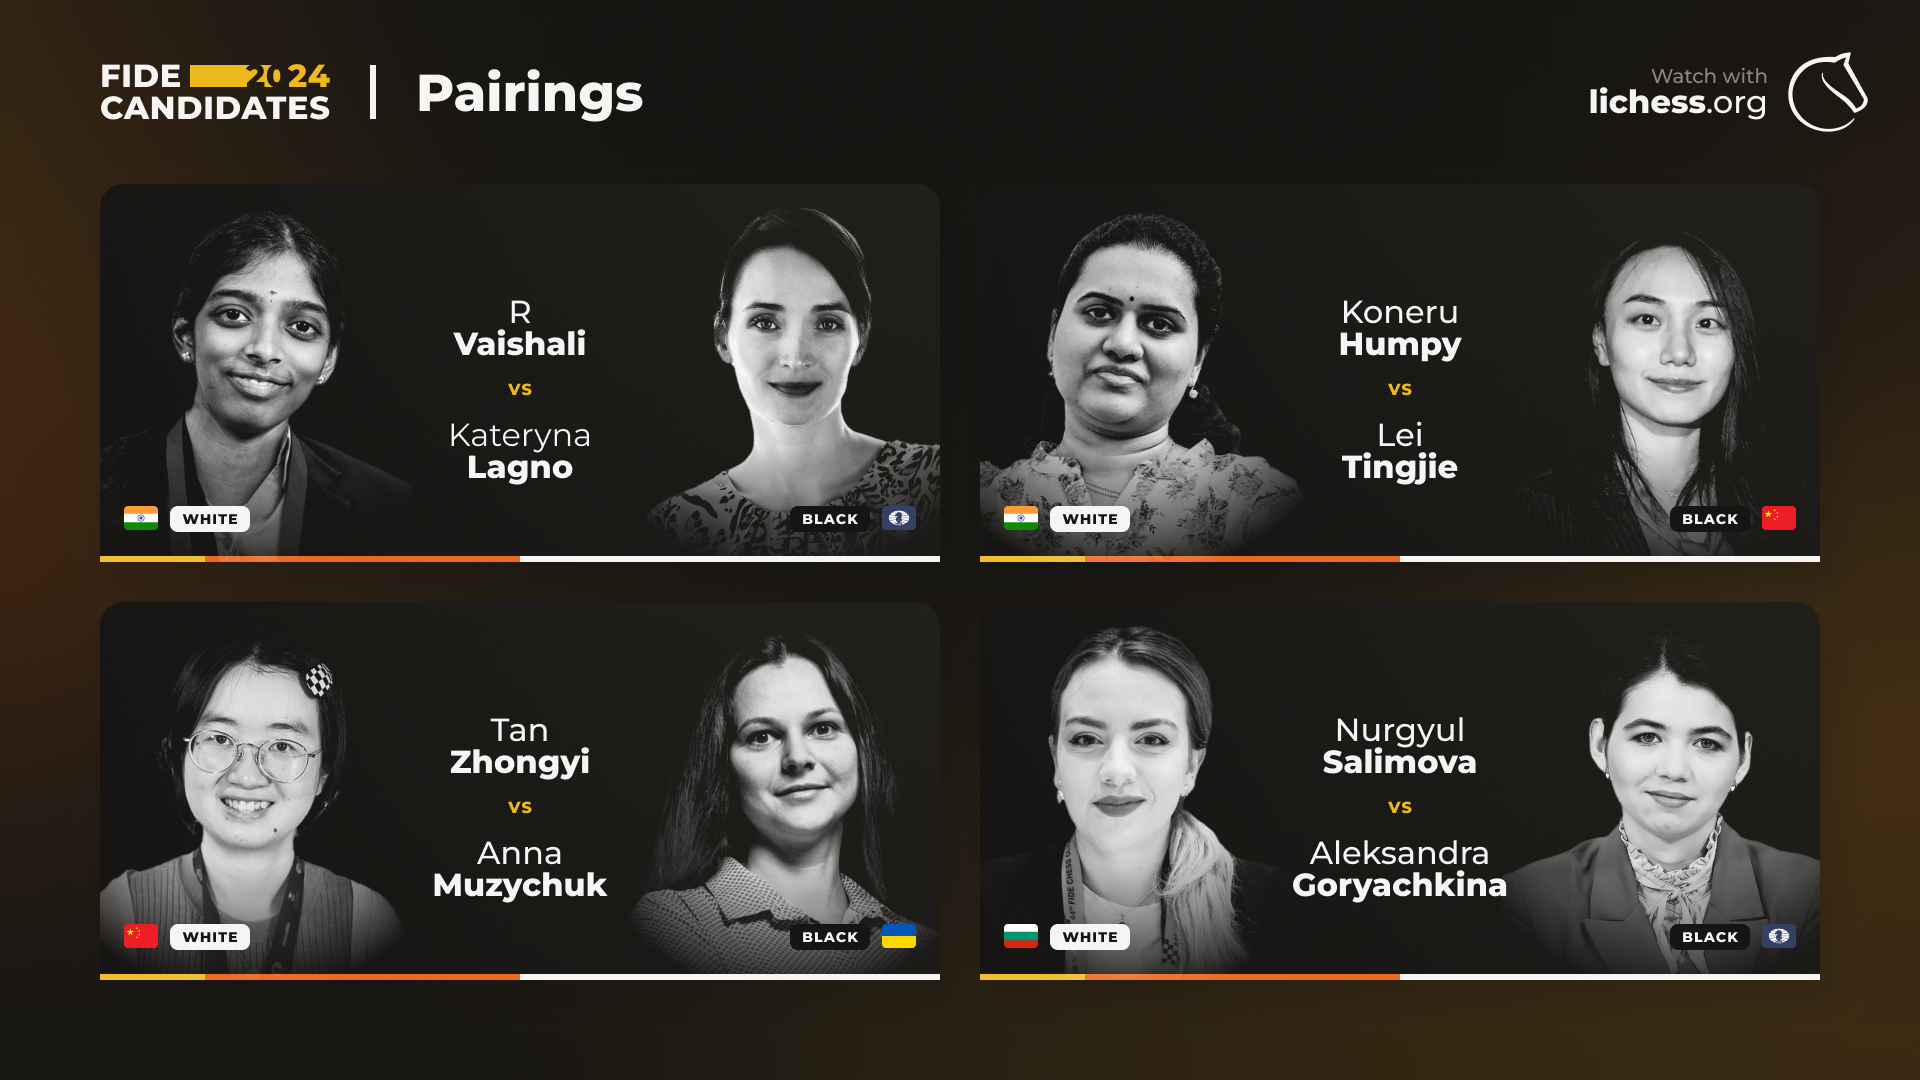 FIDE 2024
CANDIDATES
Pairings
Watch with
lichess.org
R
Vaishali
vs
Kateryna
Lagno
WHITE
BLACK
Koneru
Humpy
vs
Lei
Tingjie
WHITE
BLACK
Tan
Zhongyi
vs
Anna
Muzychuk
WHITE
BLACK
Nurgyul
Salimova
vs
Aleksandra
Goryachkina
WHITE
BLACK